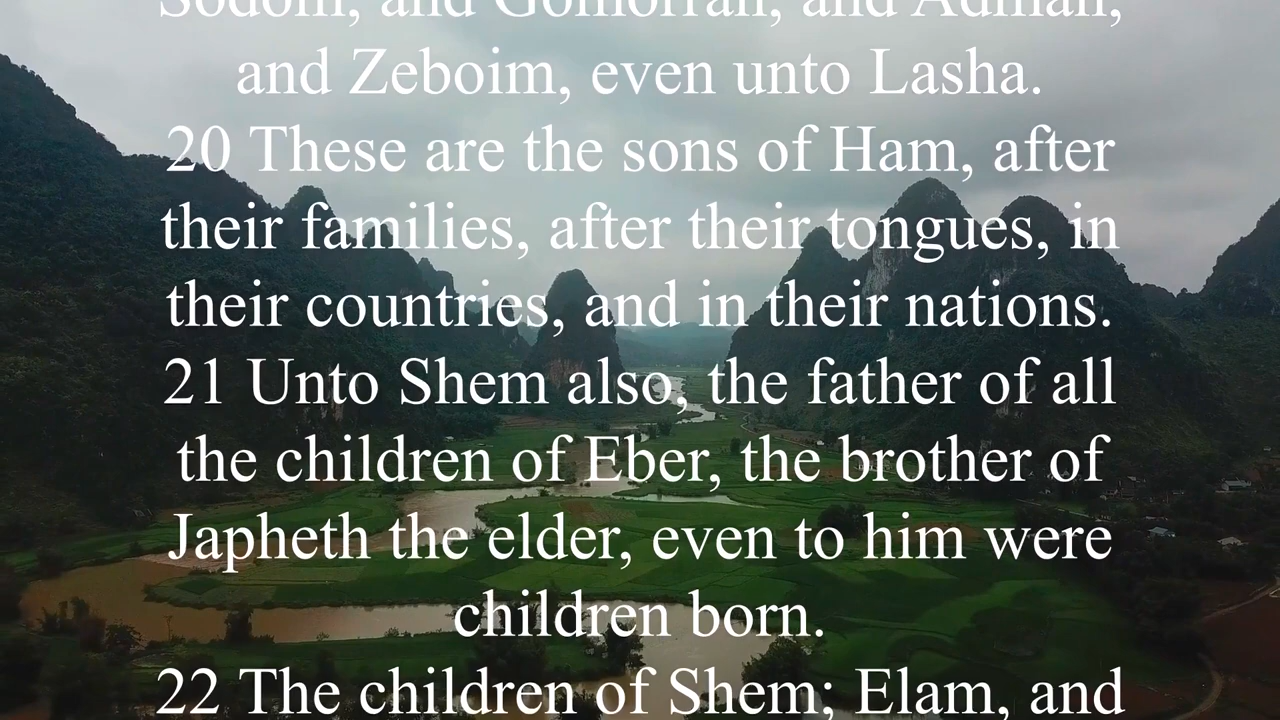 Sodom, and Gomorrah, and Admah,
and Zeboim, even unto Lasha.
20 These are the sons of Ham, after
their families, after their tongues, in
their countries, and in their nations.
21 Unto Shem also, the father of all
the children of Eber, the brother of
Japheth the elder, even to him were
children born.
22 The children of Shem; Elam, and